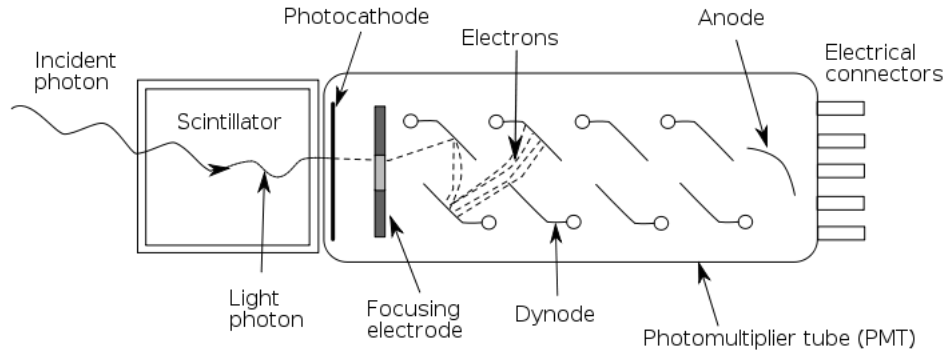 Photocathode
Anode
Electrons
Incident
photon
Electrical
connectors
Scintillator
Light
photon
Focusing
electrode
Dynode
Photomultiplier tube (PMT)